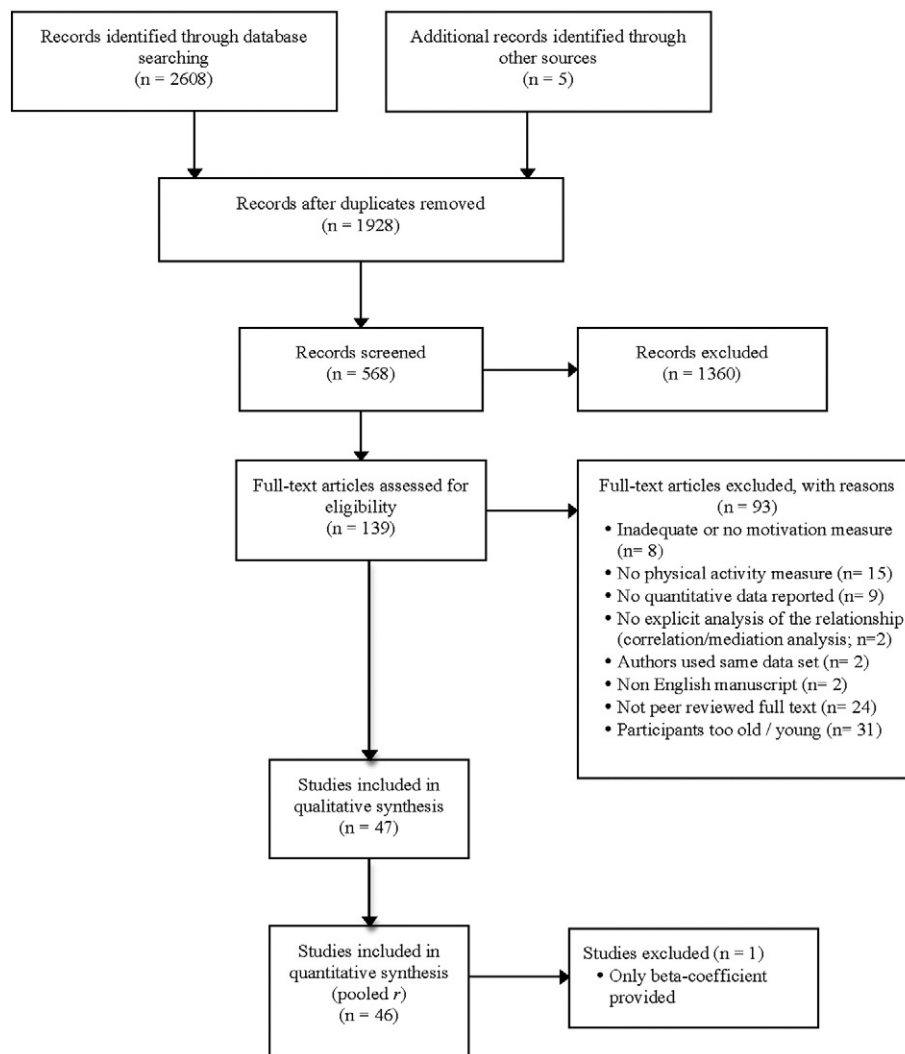 Records identified through database
searching
(n = 2608)
Additional records identified through
other sources
(n = 5)
Records after duplicates removed
(n = 1928)
Records screened
(n = 568)
Records excluded
(n = 1360)
Full-text articles assessed for
eligibility
(n = 139)
Full-text articles excluded, with reasons
(n = 93)
• Inadequate or no motivation measure
(n= 8)
• No physical activity measure (n= 15)
• No quantitative data reported (n= 9)
• No explicit analysis of the relationship
(correlation/mediation analysis; n=2)
• Authors used same data set (n= 2)
• Non English manuscript (n= 2)
• Not peer reviewed full text (n= 24)
• Participants too old / young (n= 31)
Studies included in
qualitative synthesis
(n = 47)
Studies included in
quantitative synthesis
(pooled r)
(n = 46)
Studies excluded (n = 1)
• Only beta-coefficient
provided